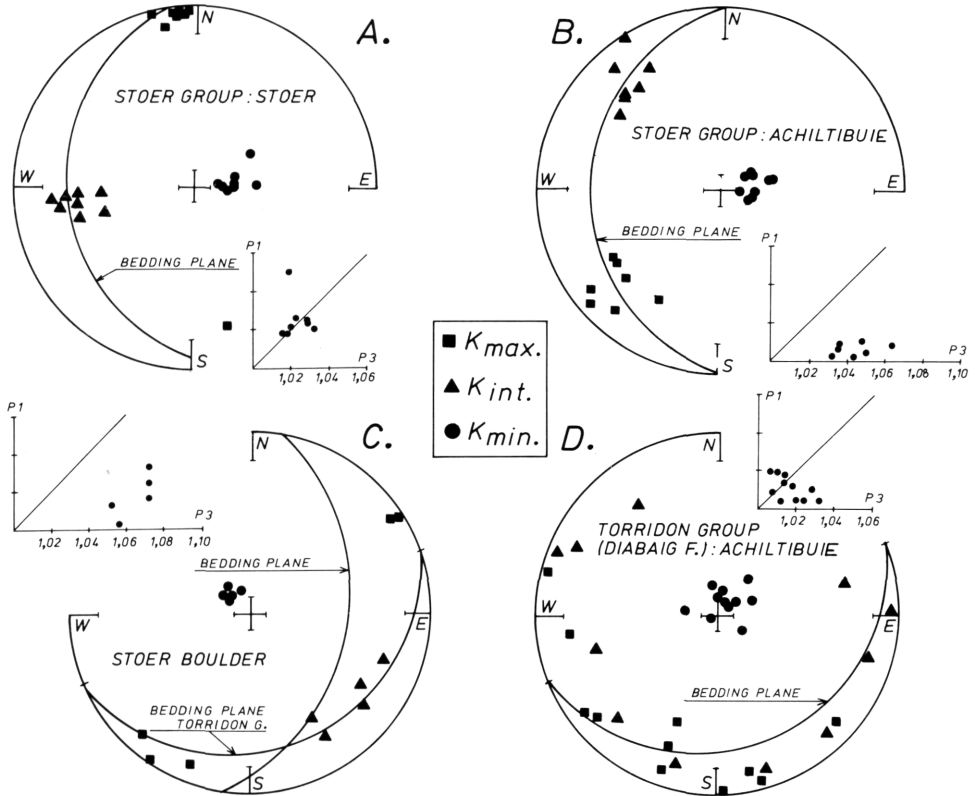 A.
N
STOER GROUP : STOER
W
E
BEDDING PLANE
S
P1
P3
1,02 1,04 1,06
B.
N
STOER GROUP : ACHILTIBUIE
W
E
BEDDING PLANE
S
P1
P3
1,02 1,04 1,06 1,08 1,10
K max.
K int.
K min.
C.
P1
P3
1,02 1,04 1,06 1,08 1,10
N
BEDDING PLANE
W
E
STOER BOULDER
BEDDING PLANE
TORRIDON G.
S
D.
P1
P3
1,02 1,04 1,06
N
TORRIDON GROUP
(DIABAIG F.) : ACHILTIBUIE
W
E
BEDDING PLANE
S